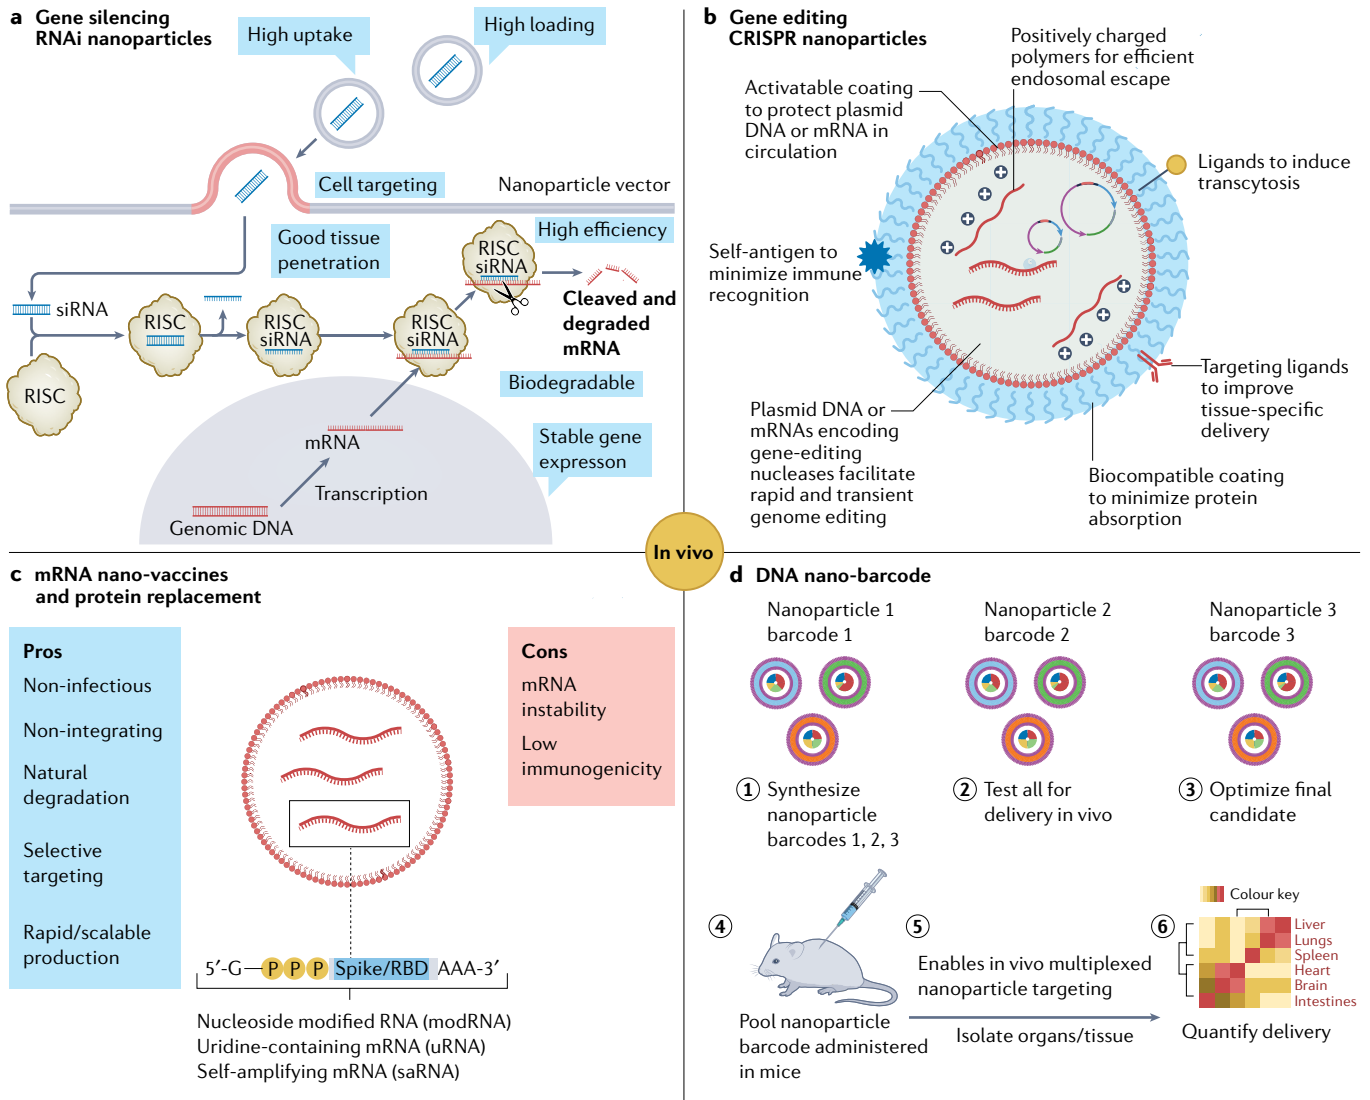 a Gene silencing
RNAi nanoparticles
High uptake
High loading
Cell targeting
Nanoparticle vector
Good tissue
penetration
High efficiency
RISC
siRNA
siRNA
RISC
RISC
RISC
siRNA
RISC
siRNA
Cleaved and
degraded
mRNA
Biodegradable
mRNA
Stable gene
expresson
Transcription
Genomic DNA
b Gene editing
CRISPR nanoparticles
Positively charged
polymers for efficient
endosomal escape
Activatable coating
to protect plasmid
DNA or mRNA in
circulation
Ligands to induce
transcytosis
Self-antigen to
minimize immune
recognition
Targeting ligands
to improve
tissue-specific
delivery
Plasmid DNA or
mRNAs encoding
gene-editing
nucleases facilitate
rapid and transient
genome editing
Biocompatible coating
to minimize protein
absorption
In vivo
c mRNA nano-vaccines
and protein replacement
Pros
Non-infectious
Non-integrating
Natural
degradation
Selective
targeting
Rapid/scalable
production
Cons
mRNA
instability
Low
immunogenicity
5′-G PPP Spike/RBD AAA-3′
Nucleoside modified RNA (modRNA)
Uridine-containing mRNA (uRNA)
Self-amplifying mRNA (saRNA)
d DNA nano-barcode
Nanoparticle 1
barcode 1
Nanoparticle 2
barcode 2
Nanoparticle 3
barcode 3
1 Synthesize
nanoparticle
barcodes 1, 2, 3
2 Test all for
delivery in vivo
3 Optimize final
candidate
4
Pool nanoparticle
barcode administered
in mice
5
Enables in vivo multiplexed
nanoparticle targeting
Isolate organs/tissue
6
Colour key
Liver
Lungs
Spleen
Heart
Brain
Intestines
Quantify delivery